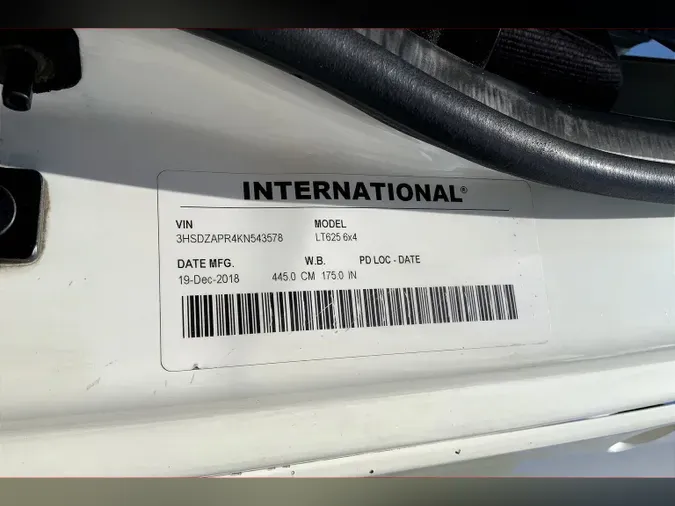 INTERNATIONAL®
VIN MODEL
3HSDZAPR4KN543578 LT625 6x4
DATE MFG. W.B. PD LOC - DATE
19-Dec-2018 445.0 CM 175.0 IN